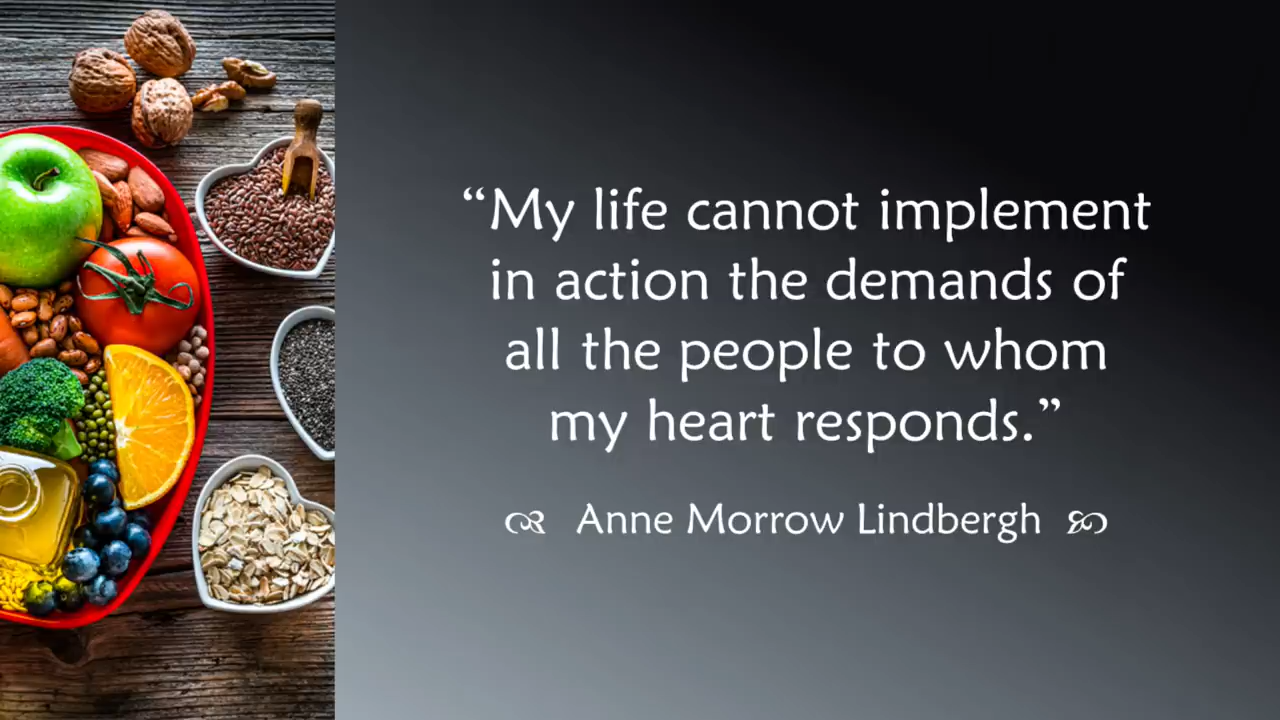 “My life cannot implement
in action the demands of
all the people to whom
my heart responds.”
Anne Morrow Lindbergh